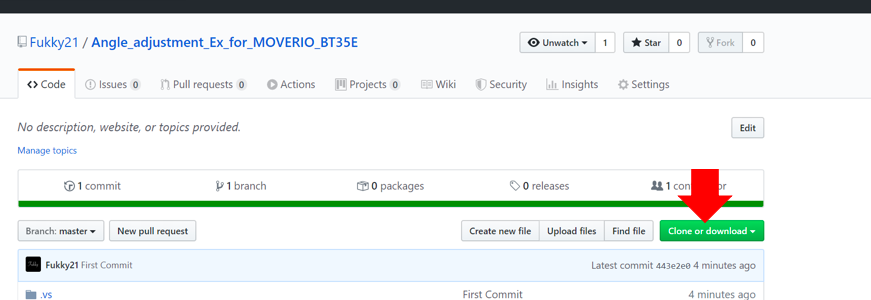 Fukky21 / Angle_adjustment_Ex_for_MOVERIO_BT35E
Unwatch 1 Star 0 Fork 0
Code Issues 0 Pull requests 0 Actions Projects 0 Wiki Security Insights Settings
No description, website, or topics provided.
Edit
Manage topics
1 commit 1 branch 0 packages 0 releases 1
Branch: master New pull request Create new file Upload files Find file Clone or download
Fukky21 First Commit Latest commit 443e2e0 4 minutes ago
.vs First Commit 4 minutes ago